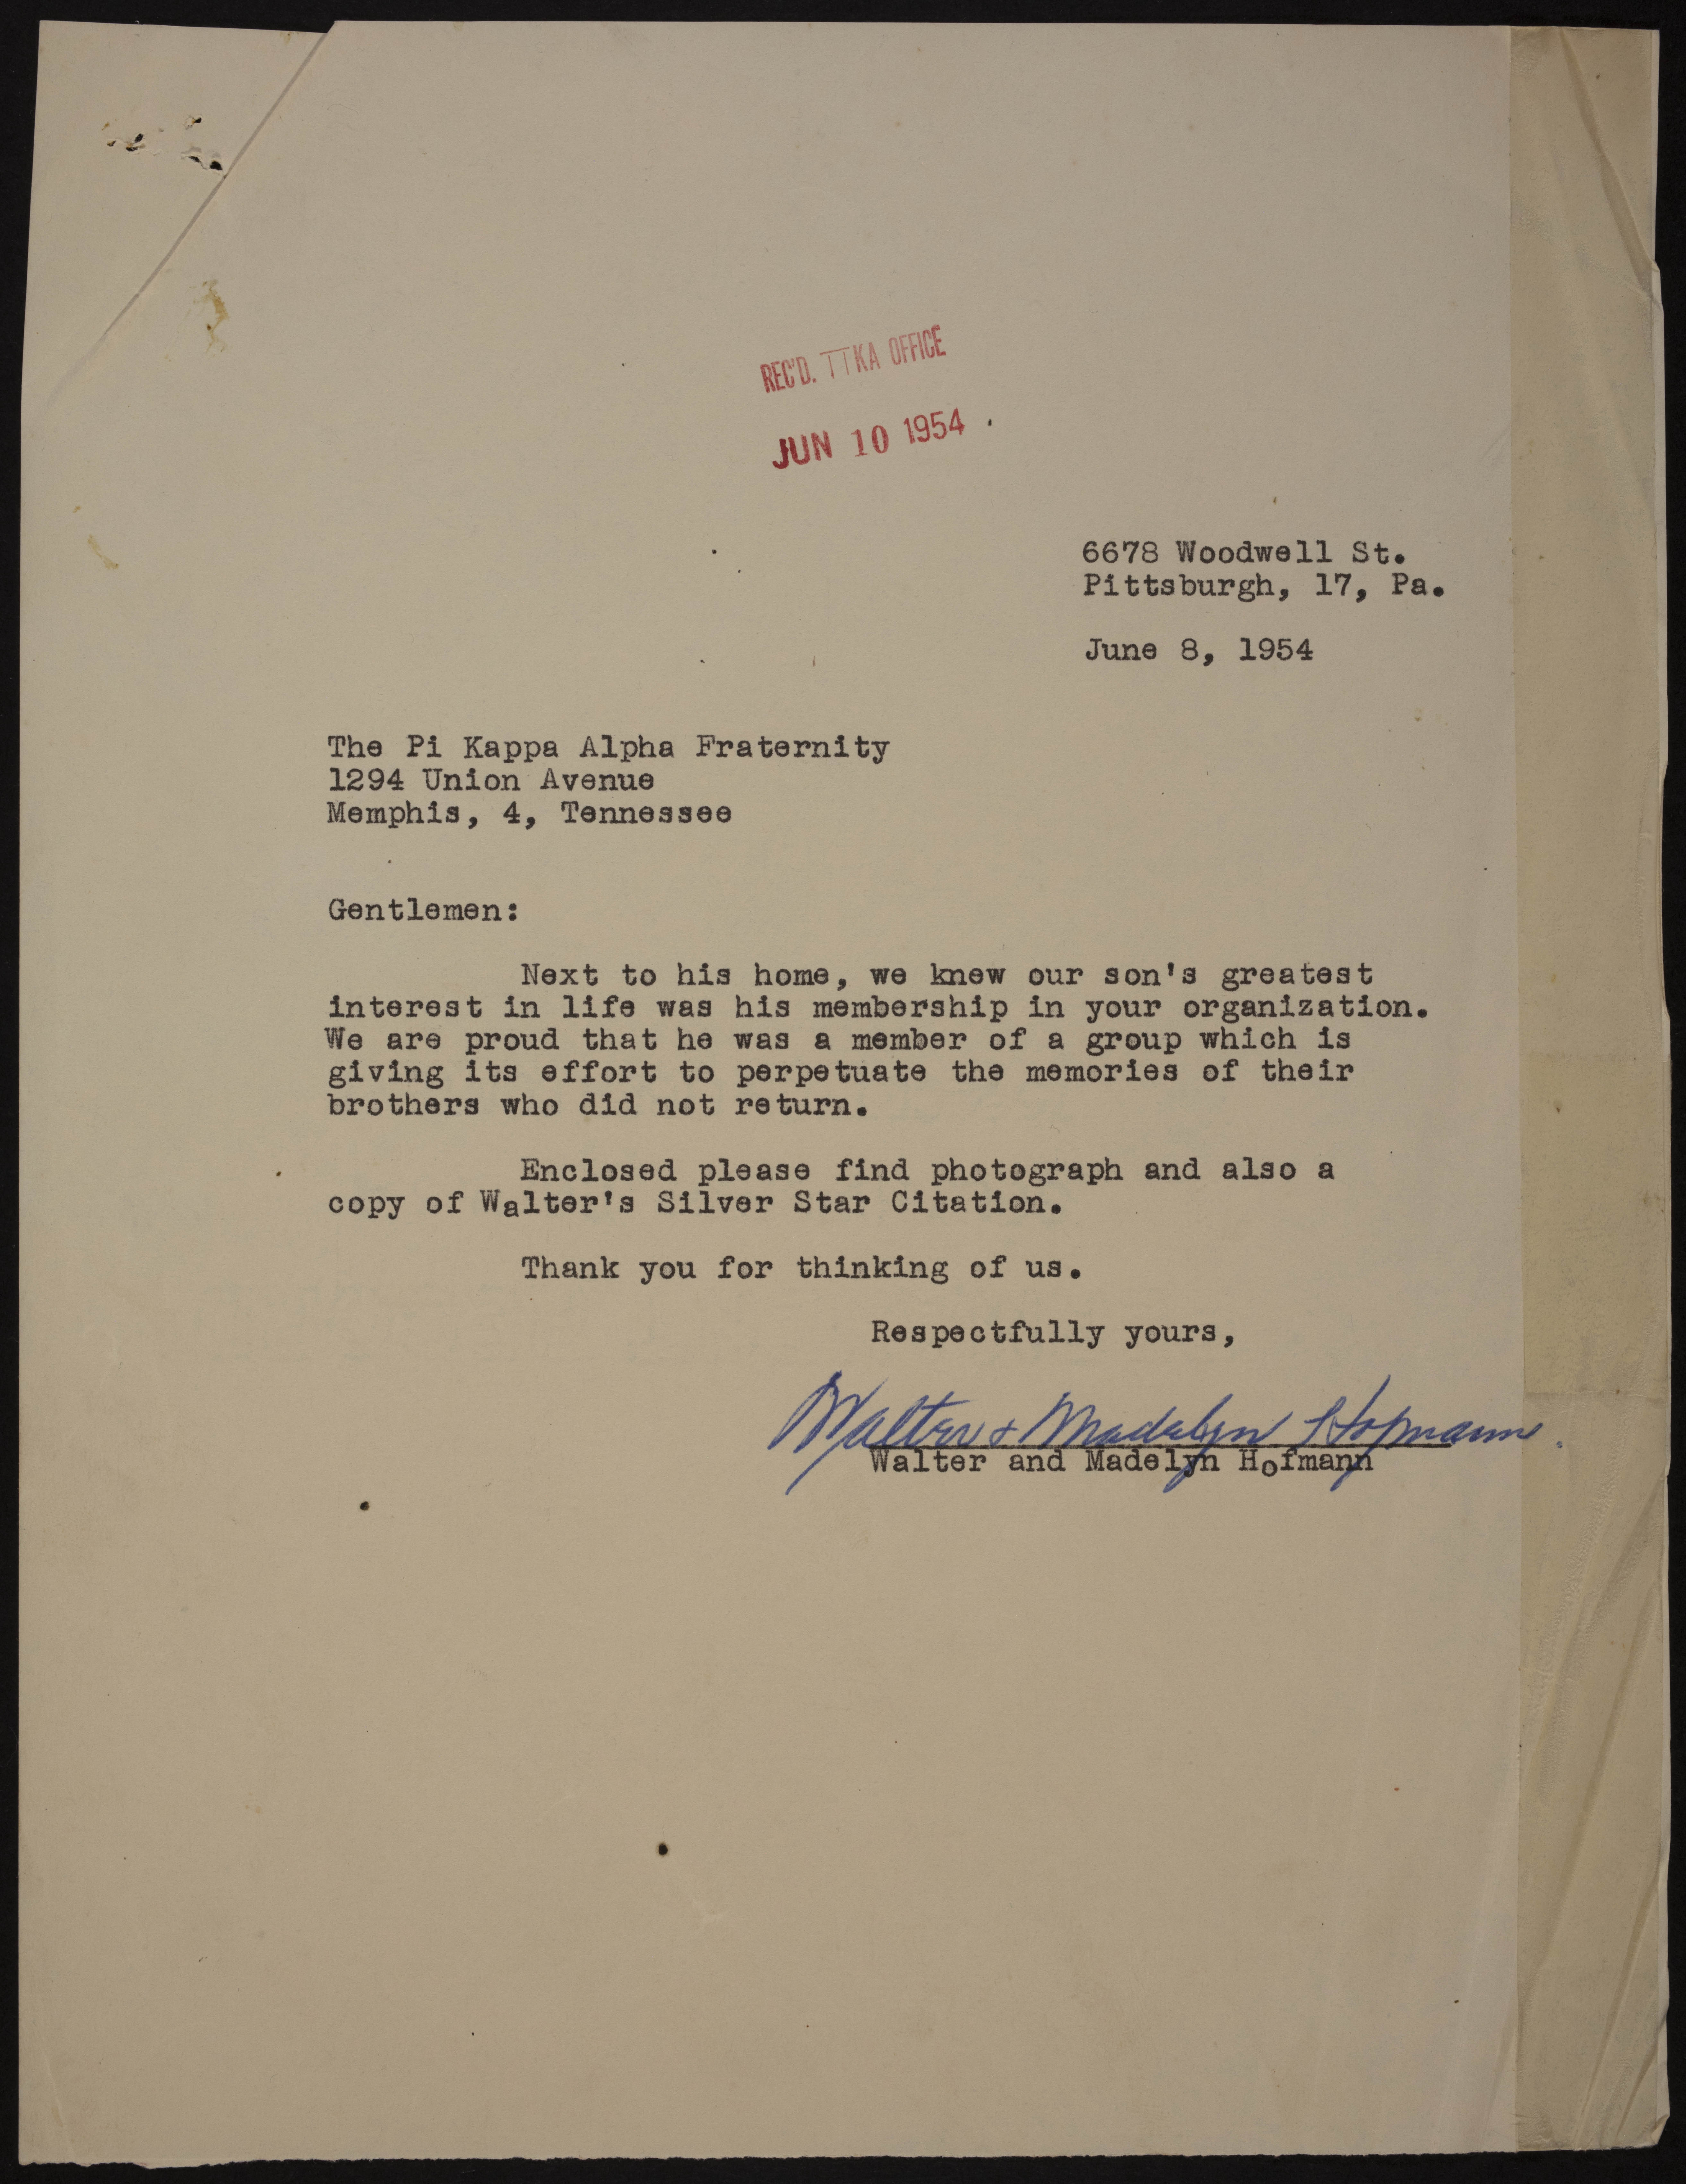 REC'D. ΠKA OFFICE
JUN 10 1954
6678 Woodwell St.
Pittsburgh, 17, Pa.
June 8, 1954
The Pi Kappa Alpha Fraternity
1294 Union Avenue
Memphis, 4, Tennessee
Gentlemen:
Next to his home, we knew our son's greatest
interest in life was his membership in your organization.
We are proud that he was a member of a group which is
giving its effort to perpetuate the memories of their
brothers who did not return.
Enclosed please find photograph and also a
copy of Walter's Silver Star Citation.
Thank you for thinking of us.
Respectfully yours,
Walter + Madelyn Hofmann.
Walter and Madelyn Hofmann